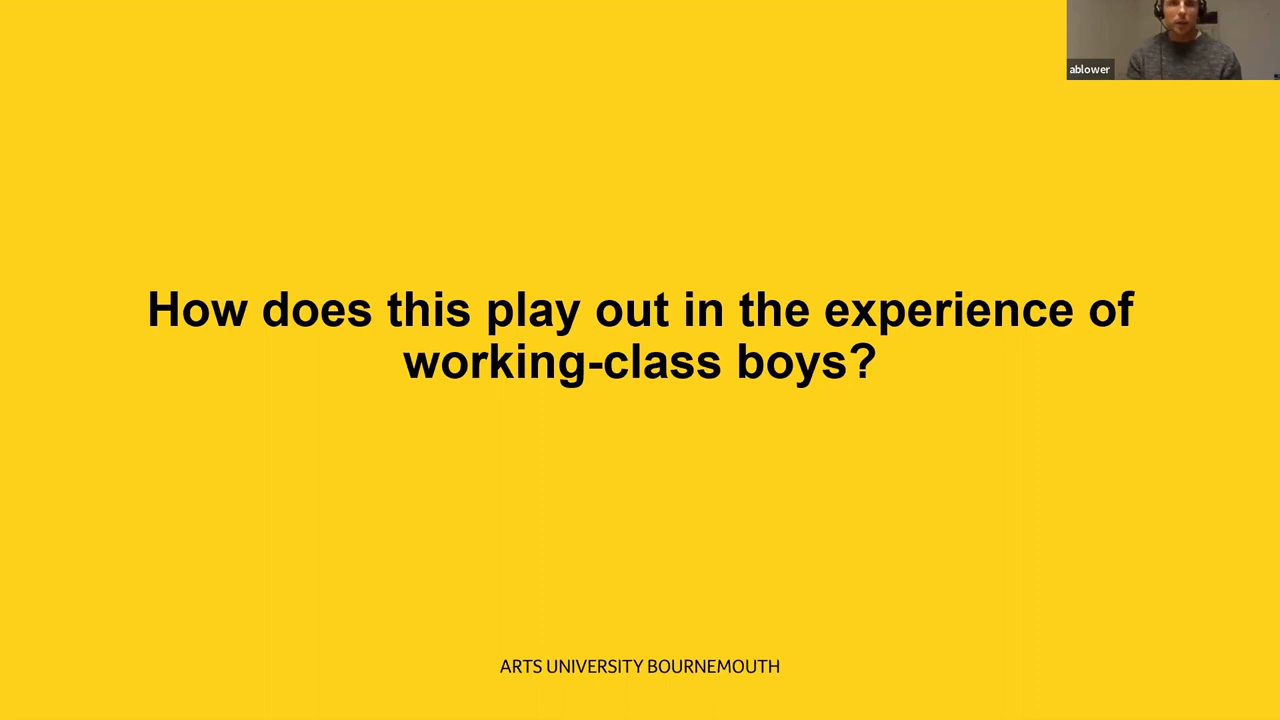 ablower
How does this play out in the experience of
working-class boys?
ARTS UNIVERSITY BOURNEMOUTH